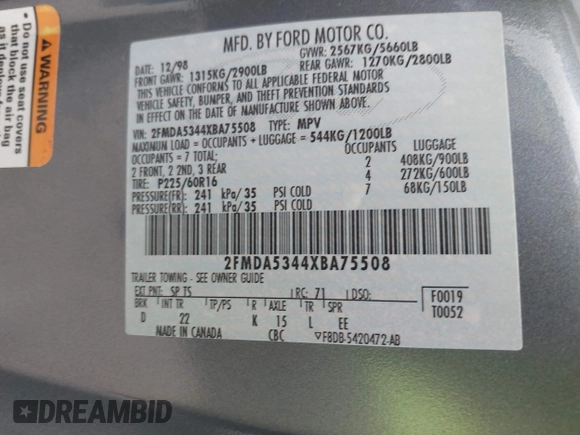 Do not use seat covers
that block the air bag
MFD. BY FORD MOTOR CO.
12/98
GVWR: 2567KG/5660LB
FRONT GAWR: 1315KG/2900LB
REAR GAWR: 1270KG/2800LB
THIS VEHICLE CONFORMS TO ALL APPLICABLE FEDERAL MOTOR
VEHICLE SAFETY, BUMPER, AND THEFT PREVENTION STANDARDS
IN EFFECT ON THE DATE OF MANUFACTURE SHOWN ABOVE.
VIN: 2FMDA5344XBA75508 TYPE: MPV
MAXIMUM LOAD = OCCUPANTS + LUGGAGE = 544KG/1200LB
OCCUPANTS = 7 TOTAL; OCCUPANTS LUGGAGE
2 FRONT, 2 2ND, 3 REAR 2 408KG/900LB
TIRE P225/60R16 4 272KG/600LB
PRESSURE(FR): 241 kPa/35 PSI COLD 7 68KG/150LB
PRESSURE(RR): 241 kPa/35 PSI COLD
2FMDA5344XBA75508
TRAILER TOWING - SEE OWNER GUIDE
EXT PNT: SP TS RC: 71 DSO: F0019
BRK INT TR TP/PS R AXLE TR SPR T0052
D 22 K 15 L EE
MADE IN CANADA CBC F8DB-5420472-AB
DREAMBID